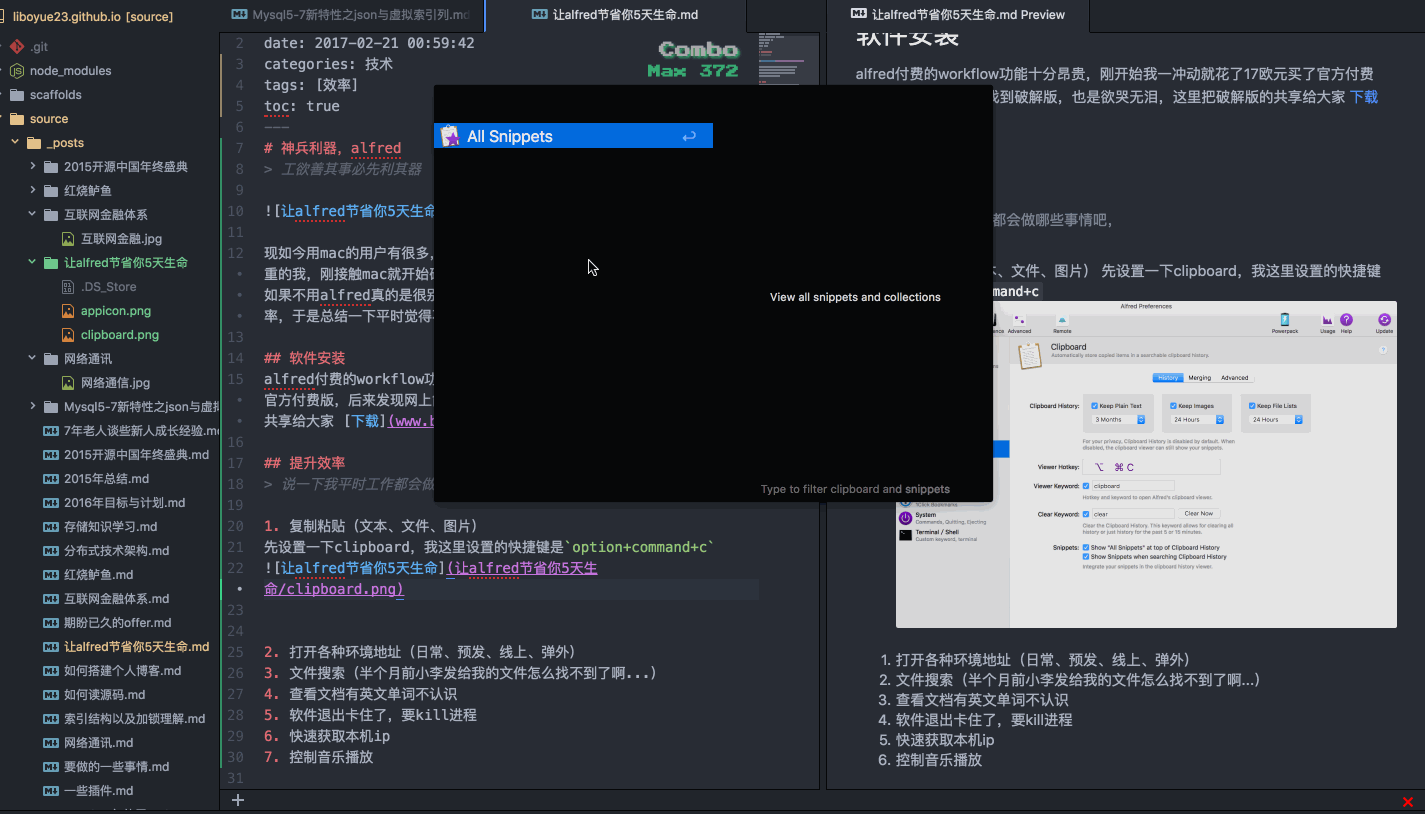 liboyue23.github.io [source]
.git
node_modules
scaffolds
source
_posts
2015开源中国年终盛典
红烧鲈鱼
互联网金融体系
互联网金融.jpg
让alfred节省你5天生命
.DS_Store
appicon.png
clipboard.png
网络通讯
网络通信.jpg
Mysql5-7新特性之json与虚拟
7年老人谈些新人成长经验.md
2015开源中国年终盛典.md
2015年总结.md
2016年目标与计划.md
存储知识学习.md
分布式技术架构.md
红烧鲈鱼.md
互联网金融体系.md
期盼已久的offer.md
让alfred节省你5天生命.md
如何搭建个人博客.md
如何读源码.md
索引结构以及加锁理解.md
网络通讯.md
要做的一些事情.md
一些插件.md
Mysql5-7新特性之json与虚拟索引列.md
让alfred节省你5天生命.md
让alfred节省你5天生命.md Preview
Combo
Max 372
2 date: 2017-02-21 00:59:42
3 categories: 技术
4 tags: [效率]
5 toc: true
6 ---
7 # 神兵利器，alfred
8 > 工欲善其事必先利其器
9
10 ![让alfred节省你5天生命
11
12 现如今用mac的用户有很多，
重的我，刚接触mac就开始
如果不用alfred真的是很
率，于是总结一下平时觉得
13
14 ## 软件安装
15 alfred付费的workflow功
官方付费版，后来发现网上
共享给大家 [下载](www.b
16
17 ## 提升效率
18 > 说一下我平时工作都会做
19
20 1. 复制粘贴（文本、文件、图片）
21 先设置一下clipboard，我这里设置的快捷键是`option+command+c`
22 ![让alfred节省你5天生命](让alfred节省你5天生
命/clipboard.png)
23
24
25 2. 打开各种环境地址（日常、预发、线上、弹外）
26 3. 文件搜索（半个月前小李发给我的文件怎么找不到了啊...）
27 4. 查看文档有英文单词不认识
28 5. 软件退出卡住了，要kill进程
29 6. 快速获取本机ip
30 7. 控制音乐播放
31
All Snippets
View all snippets and collections
Type to filter clipboard and snippets
软件安装
alfred付费的workflow功能十分昂贵，刚开始我一冲动就花了17欧元买了官方付费
找到破解版，也是欲哭无泪，这里把破解版的共享给大家 下载
都会做哪些事情吧，
、文件、图片） 先设置一下clipboard，我这里设置的快捷键
mand+c
Alfred Preferences
Advanced
Remote
Powerpack
Usage
Help
Update
Clipboard
Automatically store copied items in a searchable clipboard history.
History
Merging
Advanced
Clipboard History:
Keep Plain Text
Keep Images
Keep File Lists
3 Months
24 Hours
24 Hours
For your privacy, Clipboard History is disabled by default. When
disabled, the clipboard viewer can still show your snippets.
Viewer Hotkey:
⌥ ⌘ C
Viewer Keyword:
clipboard
Hotkey and keyword to open Alfred's clipboard viewer.
Clear Keyword:
clear
Clear Now
Clear the Clipboard History. This keyword allows for clearing all
history or just history for the past 5 or 15 minutes.
Snippets:
Show "All Snippets" at top of Clipboard History
Show Snippets when searching Clipboard History
Integrate your snippets in the clipboard history viewer.
1Click Bookmarks
System
Commands, Quitting, Ejecting
Terminal / Shell
Custom keyword, terminal
1. 打开各种环境地址（日常、预发、线上、弹外）
2. 文件搜索（半个月前小李发给我的文件怎么找不到了啊...）
3. 查看文档有英文单词不认识
4. 软件退出卡住了，要kill进程
5. 快速获取本机ip
6. 控制音乐播放